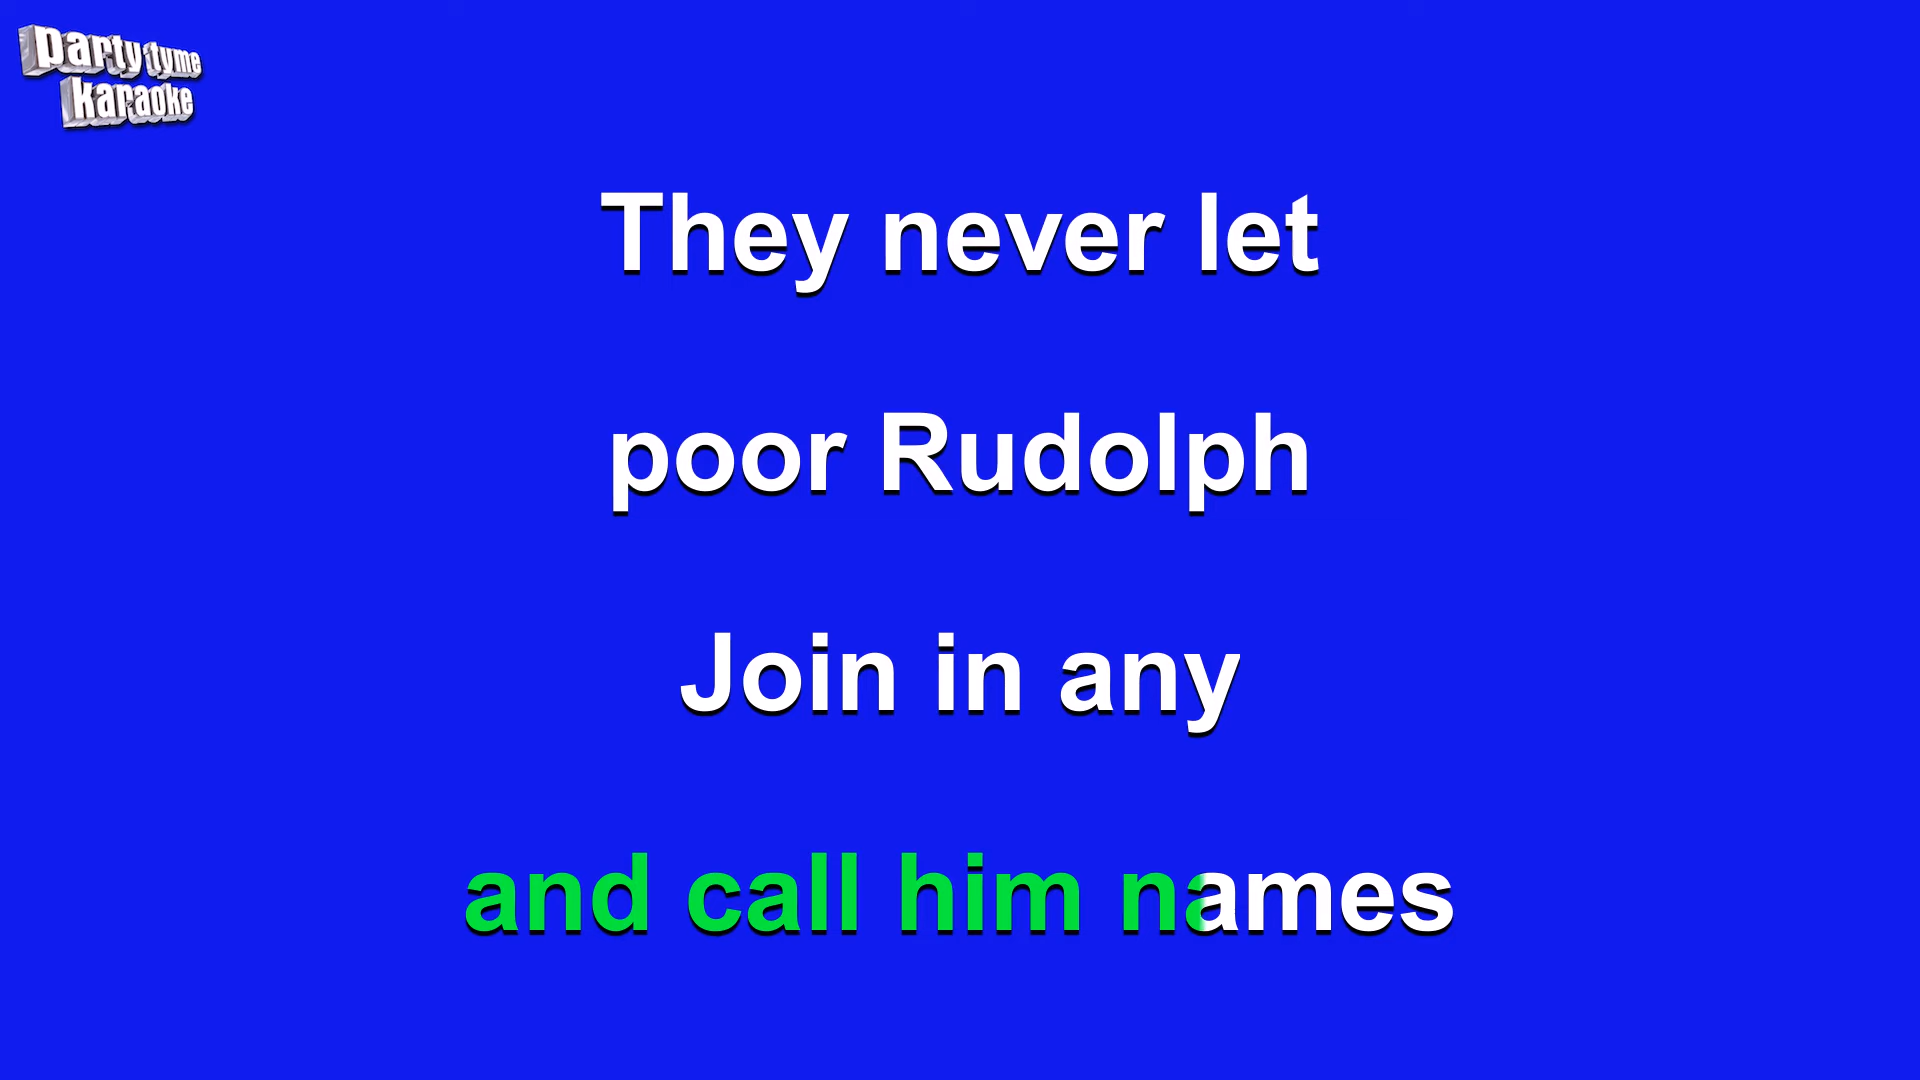 party tyme
karaoke
They never let
poor Rudolph
Join in any
and call him names